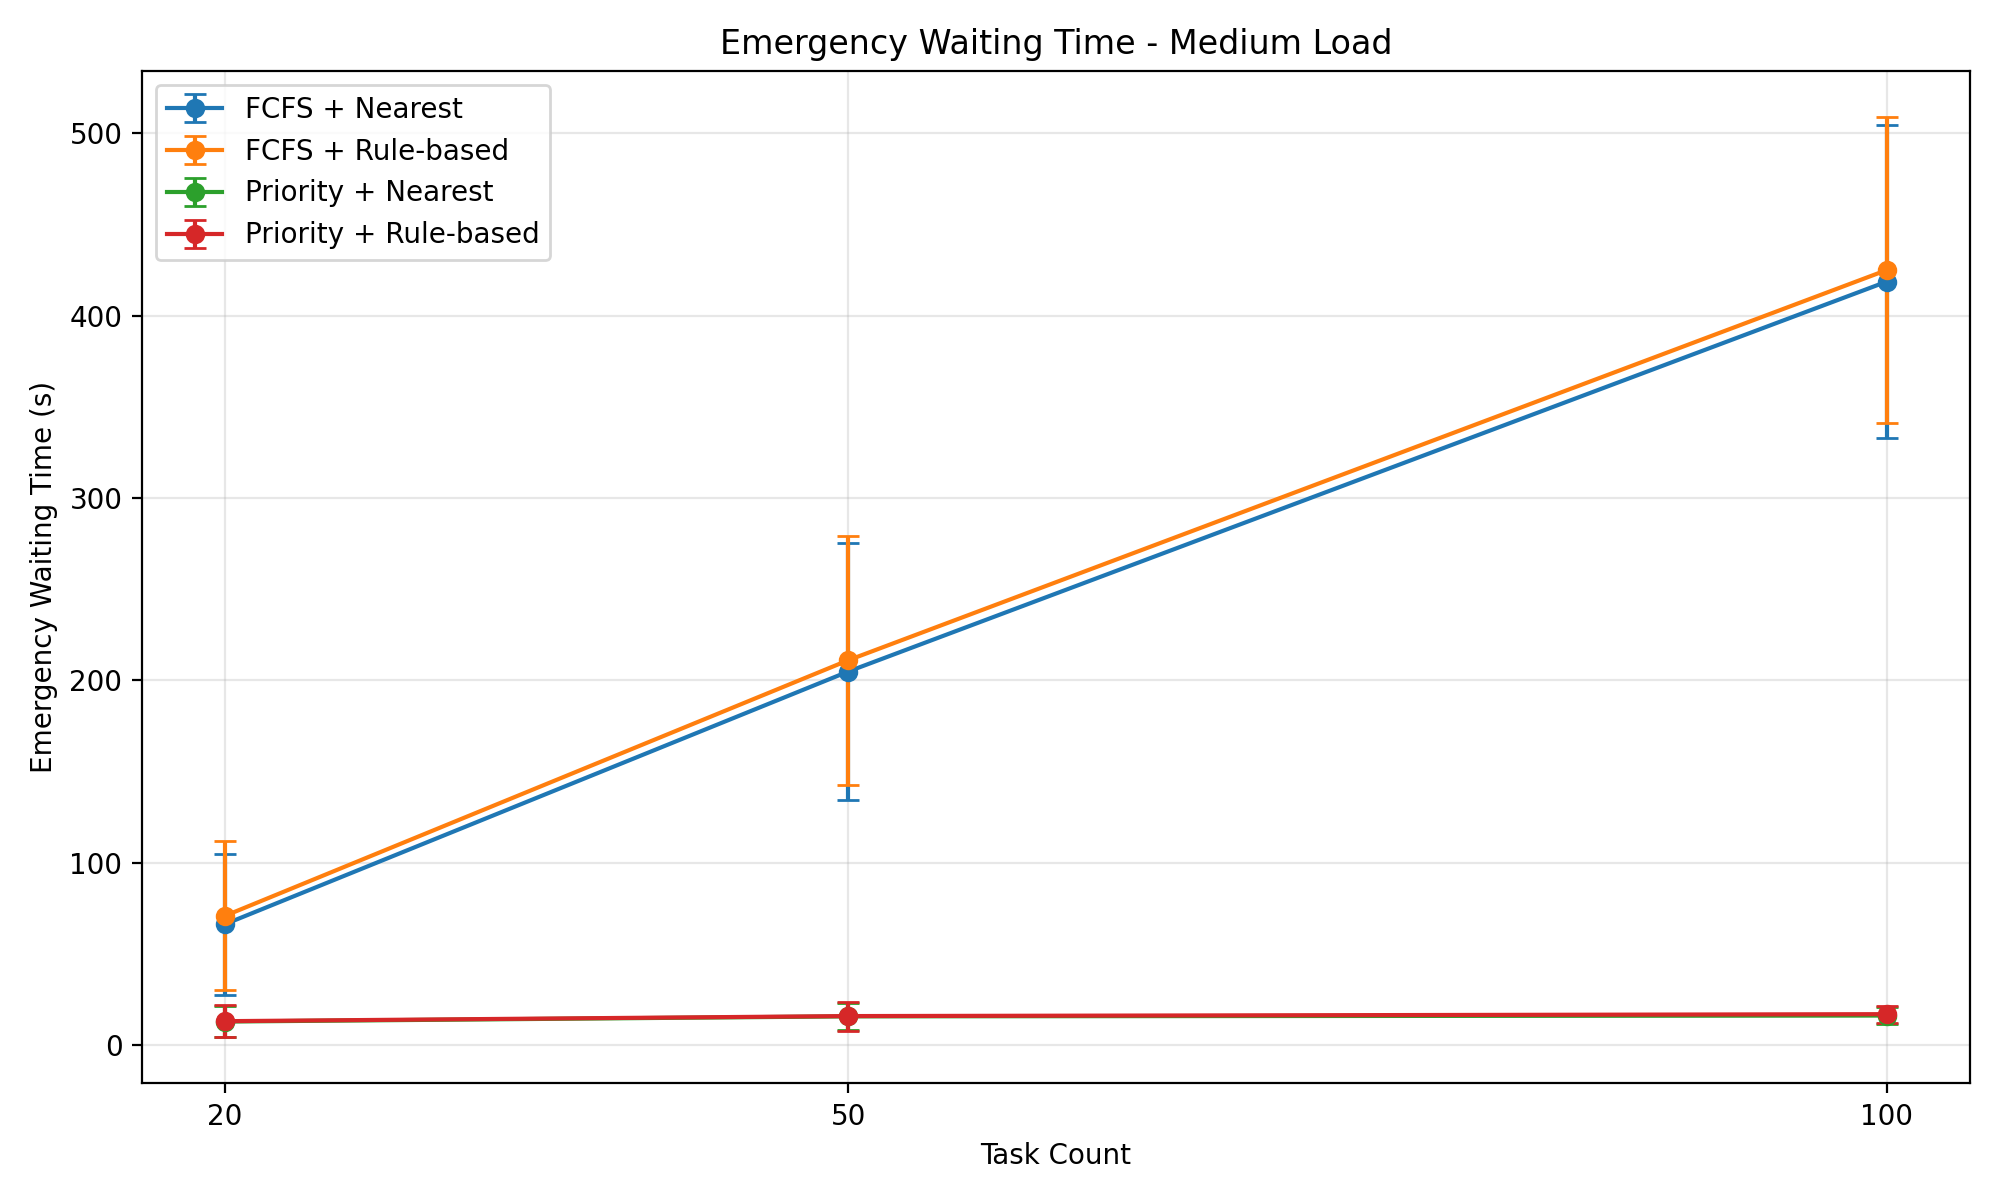 Emergency Waiting Time - Medium Load
FCFS + Nearest
FCFS + Rule-based
Priority + Nearest
Priority + Rule-based
Emergency Waiting Time (s)
500
400
300
200
100
0
20
50
100
Task Count